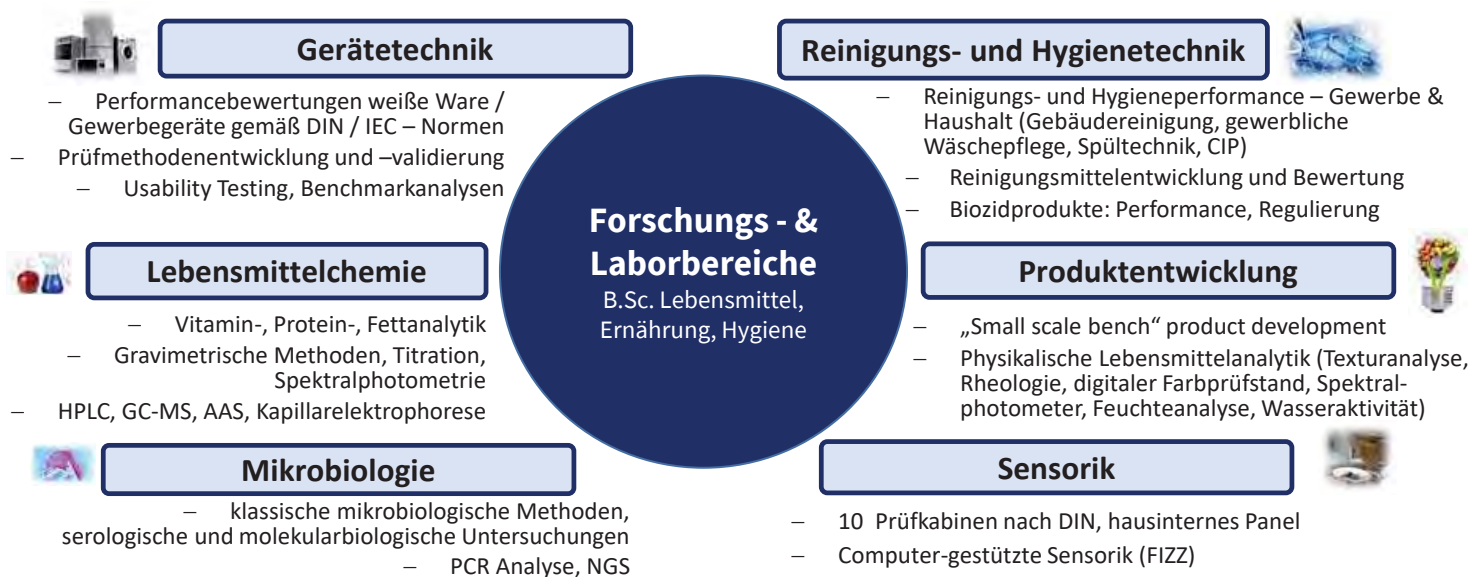 Gerätetechnik
– Performancebewertungen weiße Ware /
Gewerbegeräte gemäß DIN / IEC – Normen
– Prüfmethodenentwicklung und –validierung
– Usability Testing, Benchmarkanalysen
Lebensmittelchemie
– Vitamin-, Protein-, Fettanalytik
– Gravimetrische Methoden, Titration,
Spektralphotometrie
– HPLC, GC-MS, AAS, Kapillarelektrophorese
Mikrobiologie
– klassische mikrobiologische Methoden,
serologische und molekularbiologische Untersuchungen
– PCR Analyse, NGS
Forschungs - &
Laborbereiche
B.Sc. Lebensmittel,
Ernährung, Hygiene
Reinigungs- und Hygienetechnik
– Reinigungs- und Hygieneperformance – Gewerbe &
Haushalt (Gebäudereinigung, gewerbliche
Wäschepflege, Spültechnik, CIP)
– Reinigungsmittelentwicklung und Bewertung
– Biozidprodukte: Performance, Regulierung
Produktentwicklung
– „Small scale bench“ product development
– Physikalische Lebensmittelanalytik (Texturanalyse,
Rheologie, digitaler Farbprüfstand, Spektral-
photometer, Feuchteanalyse, Wasseraktivität)
Sensorik
– 10 Prüfkabinen nach DIN, hausinternes Panel
– Computer-gestützte Sensorik (FIZZ)